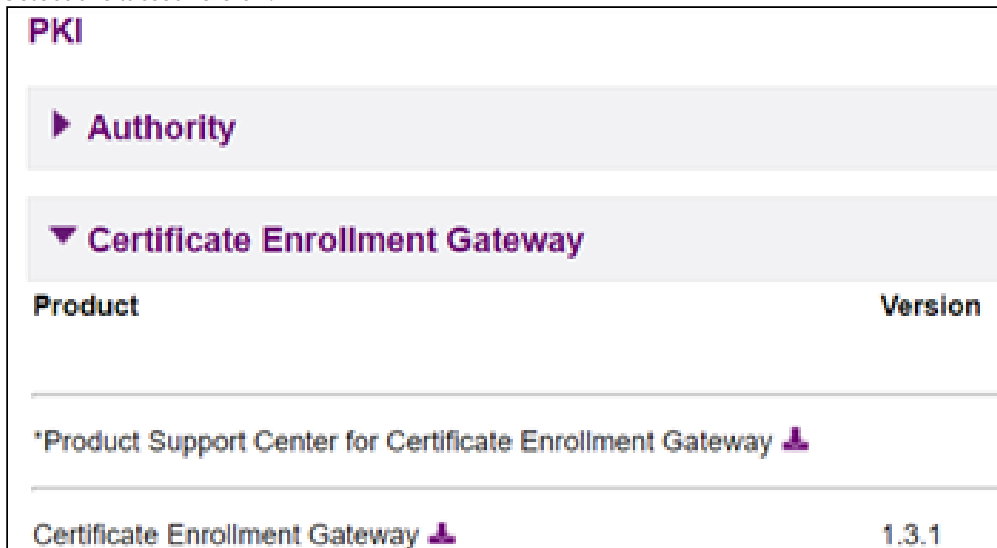 PKI
Authority
Certificate Enrollment Gateway
Product Version
*Product Support Center for Certificate Enrollment Gateway
Certificate Enrollment Gateway 1.3.1